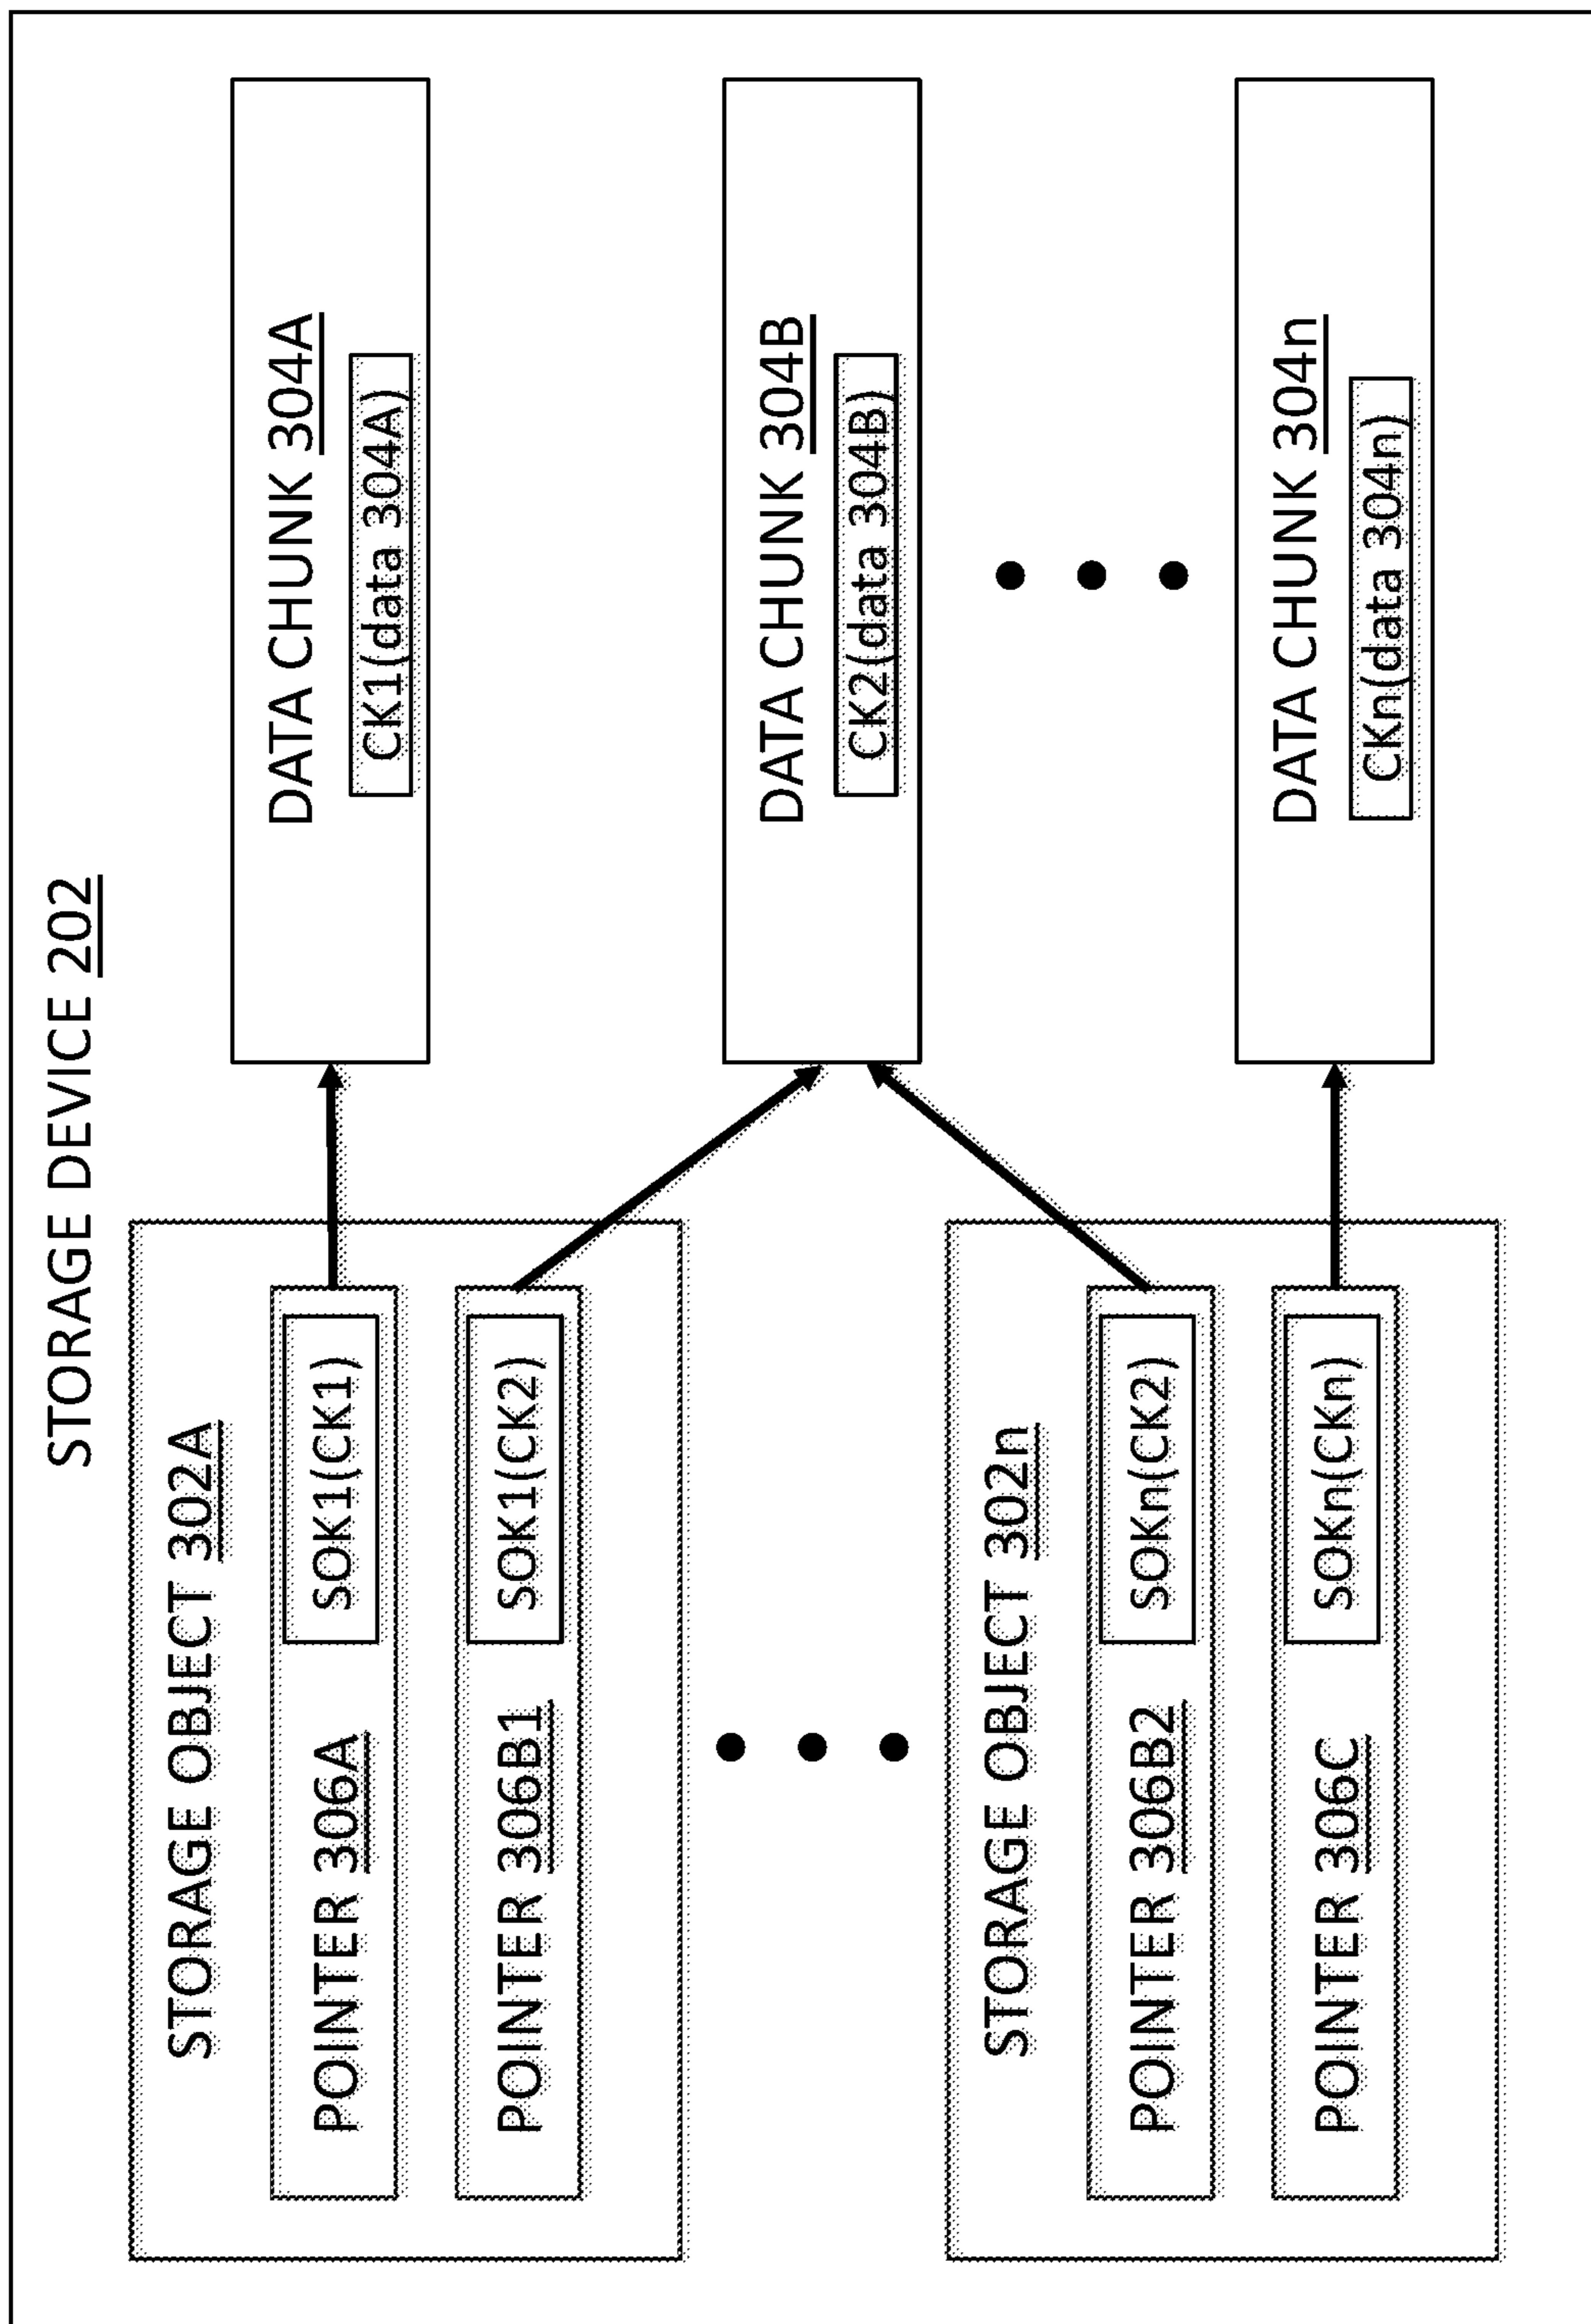 STORAGE DEVICE 202
STORAGE OBJECT 302A
POINTER 306A
SOK1(CK1)
POINTER 306B1
SOK1(CK2)
STORAGE OBJECT 302n
POINTER 306B2
SOKn(CK2)
POINTER 306C
SOKn(CKn)
DATA CHUNK 304A
CK1(data 304A)
DATA CHUNK 304B
CK2(data 304B)
DATA CHUNK 304n
CKn(data 304n)